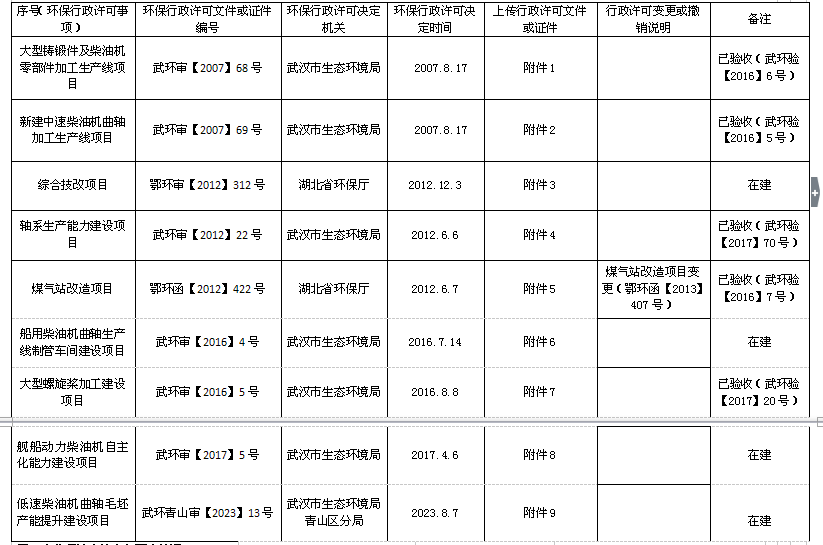 序号（环保行政许可事
项）
环保行政许可文件或证件
编号
环保行政许可决定
机关
环保行政许可决
定时间
上传行政许可文件
或证件
行政许可变更或撤
销说明
备注
大型铸锻件及柴油机
零部件加工生产线项
目
武环审【2007】68 号
武汉市生态环境局
2007.8.17
附件 1
已验收（武环验
【2016】6 号）
新建中速柴油机曲轴
加工生产线项目
武环审【2007】69 号
武汉市生态环境局
2007.8.17
附件 2
已验收（武环验
【2016】5 号）
综合技改项目
鄂环审【2012】312 号
湖北省环保厅
2012.12.3
附件 3
在建
轴系生产能力建设项
目
武环审【2012】22 号
武汉市生态环境局
2012.6.6
附件 4
已验收（武环验
【2017】70 号）
煤气站改造项目
鄂环函【2012】422 号
湖北省环保厅
2012.6.7
附件 5
煤气站改造项目变
更（鄂环函【2013】
407 号）
已验收（武环验
【2016】7 号）
船用柴油机曲轴生产
线制管车间建设项目
武环审【2016】4 号
武汉市生态环境局
2016.7.14
附件 6
在建
大型螺旋桨加工建设
项目
武环审【2016】5 号
武汉市生态环境局
2016.8.8
附件 7
已验收（武环验
【2017】20 号）
舰船动力柴油机自主
化能力建设项目
武环审【2017】5 号
武汉市生态环境局
2017.4.6
附件 8
在建
低速柴油机曲轴毛坯
产能提升建设项目
武环青山审【2023】13 号
武汉市生态环境局
青山区分局
2023.8.7
附件 9
在建